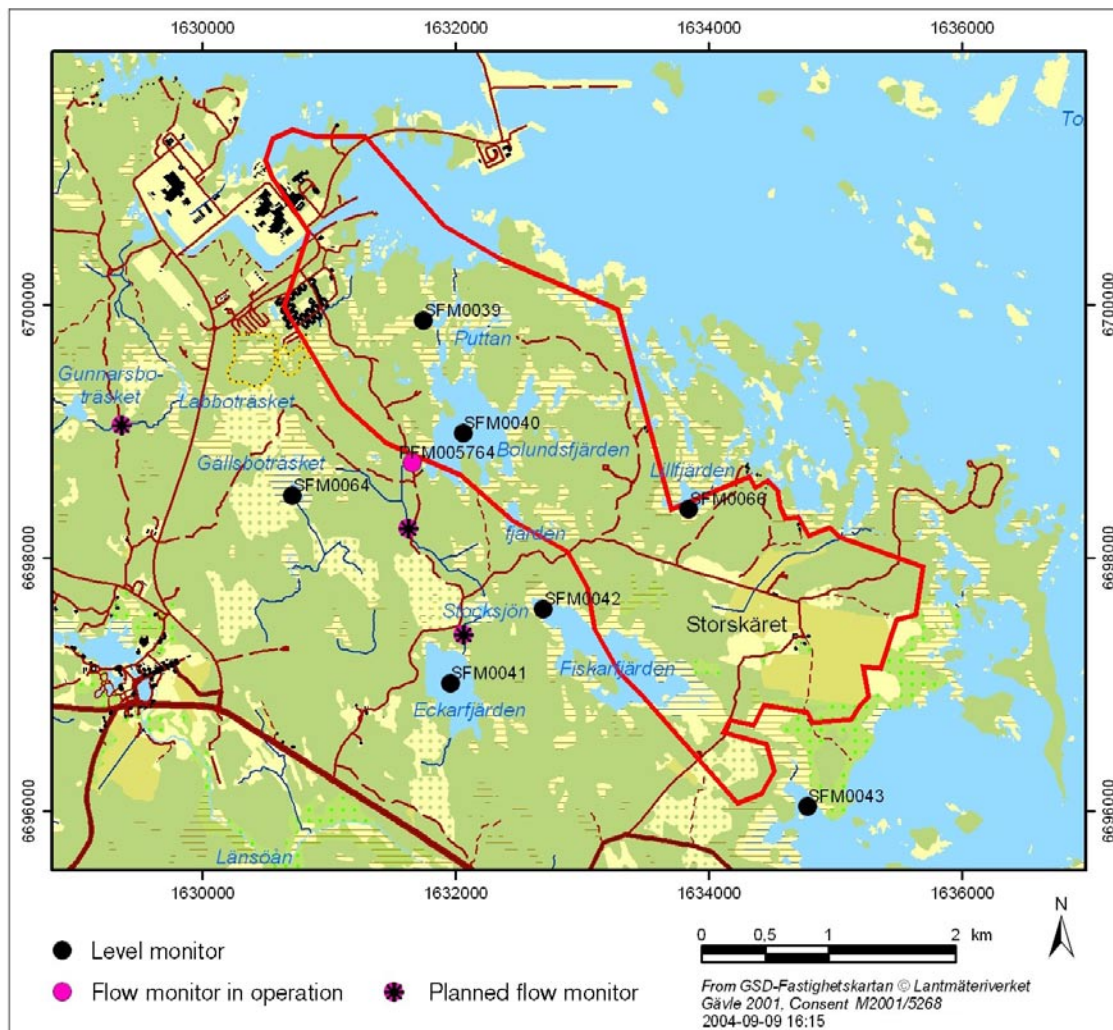 1630000 1632000 1634000 1636000
To
6700000 6700000
SFM0039
Puttan
Gunnarsbo-
träsket
Labboträsket
SFM0040
Bolundsfjärden
PFM005764
Gällsboträsket
Lillfjärden
SFM0064
SFM0066
fjärden
6698000 6698000
Stocksjön
SFM0042
Storskäret
SFM0041
Fiskarfjärden
Eckarfjärden
SFM0043
6696000 6696000
Länsöån
1630000 1632000 1634000 1636000
N
Level monitor
0 0,5 1 2 km
Flow monitor in operation
Planned flow monitor
From GSD-Fastighetskartan © Lantmäteriverket
Gävle 2001, Consent M2001/5268
2004-09-09 16:15